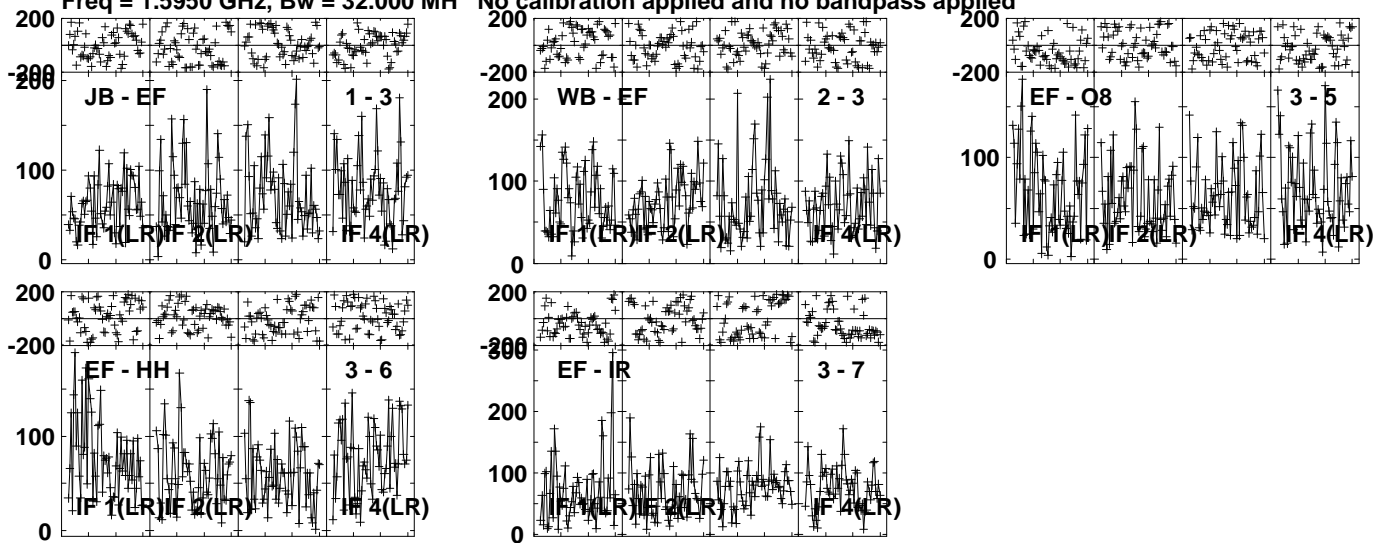 Freq = 1.5950 GHz, Bw = 32.000 MH No calibration applied and no bandpass applied
200
-200
200
100
0
JB - EF
1 - 3
IF 1(LR)
IF 2(LR)
IF 4(LR)
200
-200
200
100
0
WB - EF
2 - 3
IF 1(LR)
IF 2(LR)
IF 4(LR)
200
-200
100
0
EF - O8
3 - 5
IF 1(LR)
IF 2(LR)
IF 4(LR)
200
-200
100
0
EF - HH
3 - 6
IF 1(LR)
IF 2(LR)
IF 4(LR)
200
-200
300
200
100
0
EF - IR
3 - 7
IF 1(LR)
IF 2(LR)
IF 4(LR)